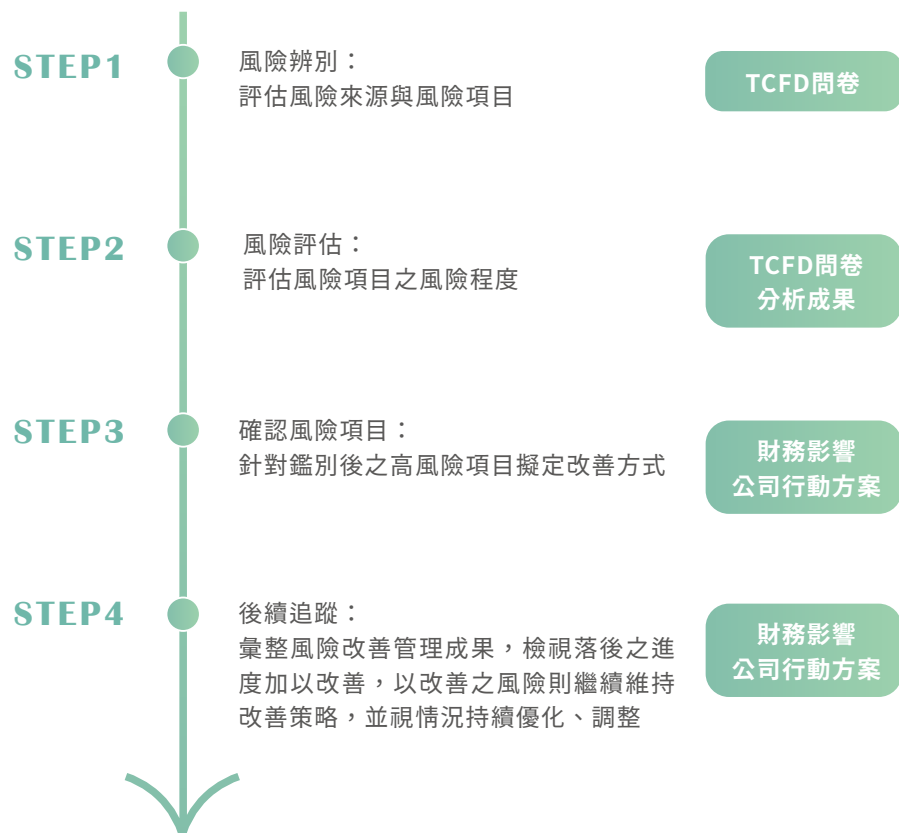 STEP1
風險辨別：
評估風險來源與風險項目
TCFD問卷
STEP2
風險評估：
評估風險項目之風險程度
TCFD問卷
分析成果
STEP3
確認風險項目：
針對鑑別後之高風險項目擬定改善方式
財務影響
公司行動方案
STEP4
後續追蹤：
彙整風險改善管理成果，檢視落後之進
度加以改善，以改善之風險則繼續維持
改善策略，並視情況持續優化、調整
財務影響
公司行動方案